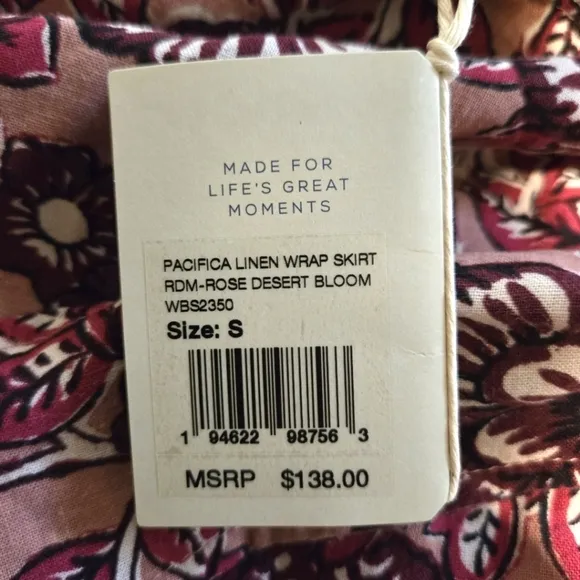 MADE FOR
LIFE'S GREAT
MOMENTS
PACIFICA LINEN WRAP SKIRT
RDM-ROSE DESERT BLOOM
WBS2350
Size: S
1 94622 98756 3
MSRP $138.00